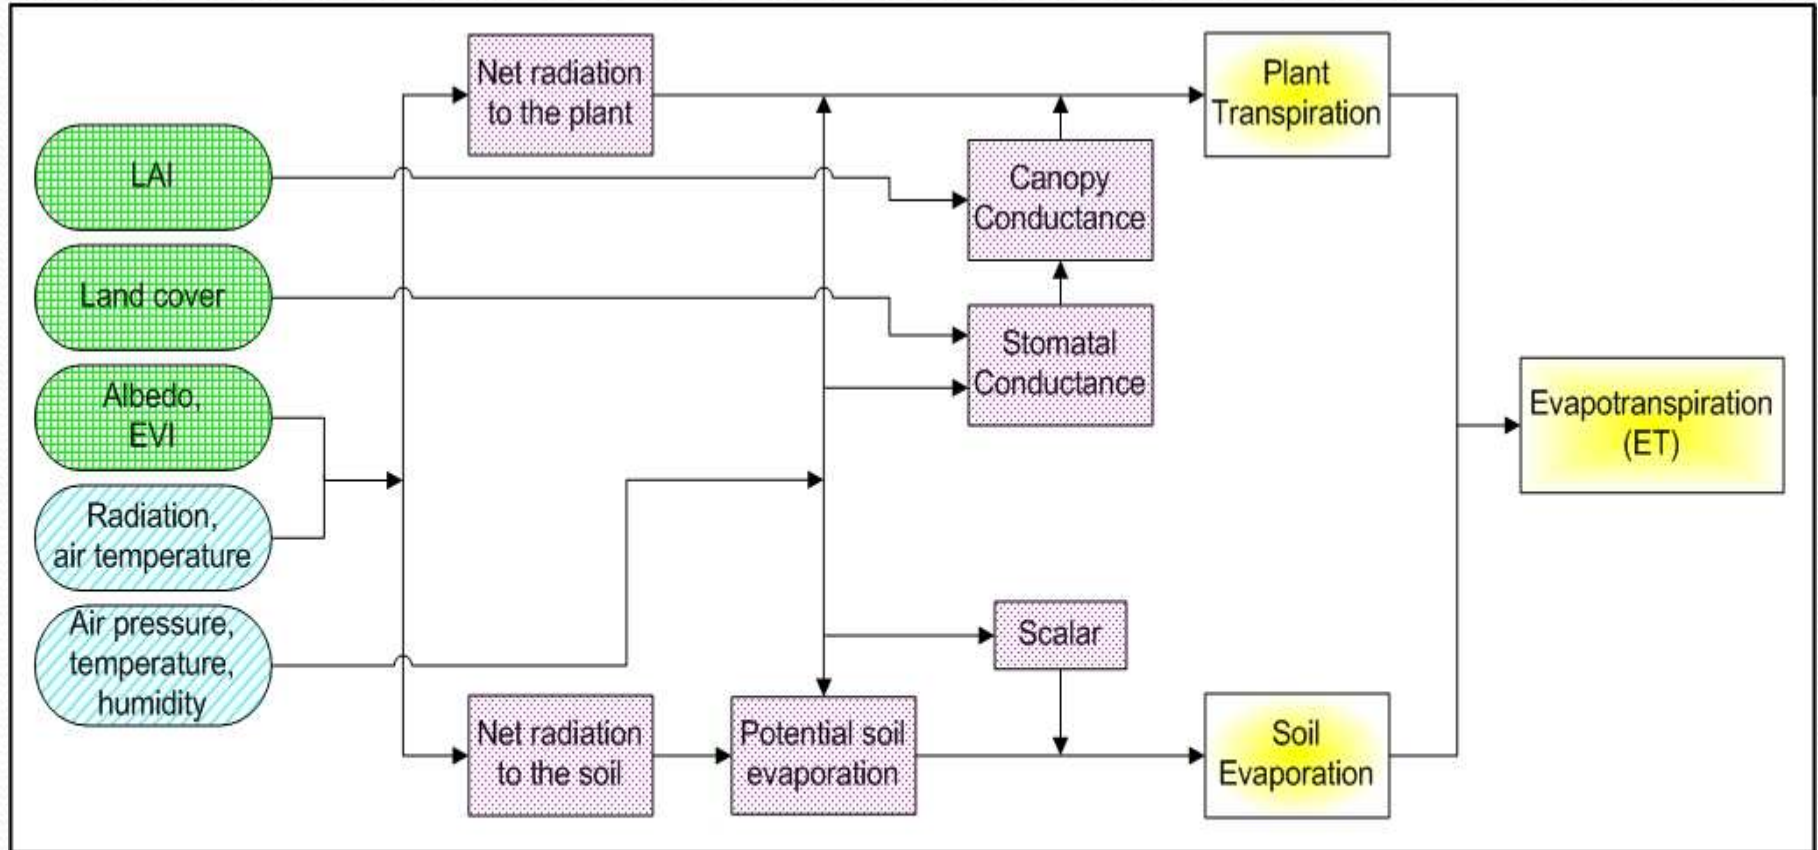 Net radiation
to the plant
Plant
Transpiration
LAI
Canopy
Conductance
Land cover
Stomatal
Conductance
Albedo,
EVI
Evapotranspiration
(ET)
Radiation,
air temperature
Air pressure,
temperature,
humidity
Scalar
Net radiation
to the soil
Potential soil
evaporation
Soil
Evaporation